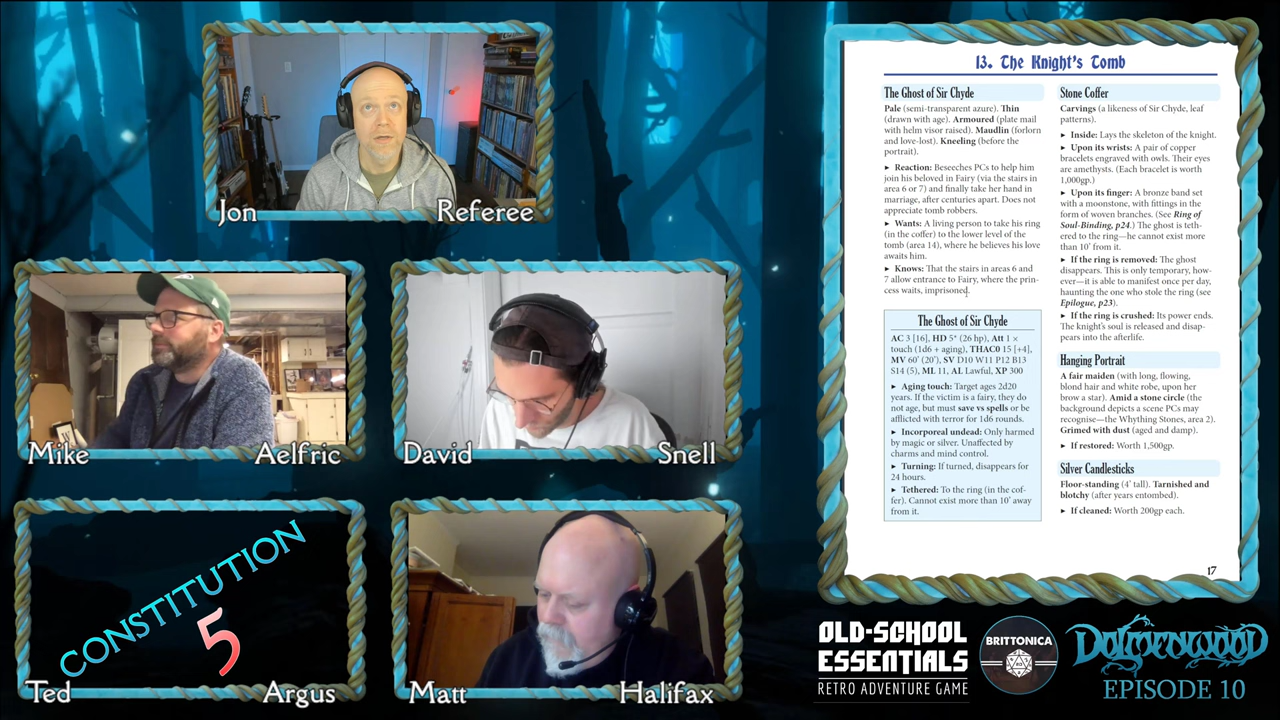 Jon
Referee
Mike
Aelfric
David
Snell
CONSTITUTION
5
Ted
Argus
Matt
Halifax
13. The Knight's Tomb
The Ghost of Sir Chyde
Pale (semi-transparent azure). Thin
(drawn with age). Armoured (plate mail
with helm visor raised). Maudlin (forlorn
and love-lost). Kneeling (before the
portrait).
► Reaction: Beseeches PCs to help him
join his beloved in Fairy (via the stairs in
area 6 or 7) and finally take her hand in
marriage, after centuries apart. Does not
appreciate tomb robbers.
► Wants: A living person to take his ring
(in the coffer) to the lower level of the
tomb (area 14), where he believes his love
awaits him.
► Knows: That the stairs in areas 6 and
7 allow entrance to Fairy, where the prin-
cess waits, imprisoned.
The Ghost of Sir Chyde
AC 3 [16], HD 5* (26 hp), Att 1 ×
touch (1d6 + aging), THAC0 15 [+4],
MV 60' (20'), SV D10 W11 P12 B13
S14 (5), ML 11, AL Lawful, XP 300
► Aging touch: Target ages 2d20
years. If the victim is a fairy, they do
not age, but must save vs spells or be
afflicted with terror for 1d6 rounds.
► Incorporeal undead: Only harmed
by magic or silver. Unaffected by
charms and mind control.
► Turning: If turned, disappears for
24 hours.
► Tethered: To the ring (in the cof-
fer). Cannot exist more than 10' away
from it.
Stone Coffer
Carvings (a likeness of Sir Chyde, leaf
patterns).
► Inside: Lays the skeleton of the knight.
► Upon its wrists: A pair of copper
bracelets engraved with owls. Their eyes
are amethysts. (Each bracelet is worth
1,000gp.)
► Upon its finger: A bronze band set
with a moonstone, with fittings in the
form of woven branches. (See Ring of
Soul-Binding, p24.) The ghost is teth-
ered to the ring—he cannot exist more
than 10' from it.
► If the ring is removed: The ghost
disappears. This is only temporary, how-
ever—it is able to manifest once per day,
haunting the one who stole the ring (see
Epilogue, p23).
► If the ring is crushed: Its power ends.
The knight's soul is released and disap-
pears into the afterlife.
Hanging Portrait
A fair maiden (with long, flowing,
blond hair and white robe, upon her
brow a star). Amid a stone circle (the
background depicts a scene PCs may
recognise—the Whything Stones, area 2).
Grimed with dust (aged and damp).
► If restored: Worth 1,500gp.
Silver Candlesticks
Floor-standing (4' tall). Tarnished and
blotchy (after years entombed).
► If cleaned: Worth 200gp each.
17
OLD-SCHOOL
ESSENTIALS
RETRO ADVENTURE GAME
BRITTONICA
DOLMENWOOD
EPISODE 10